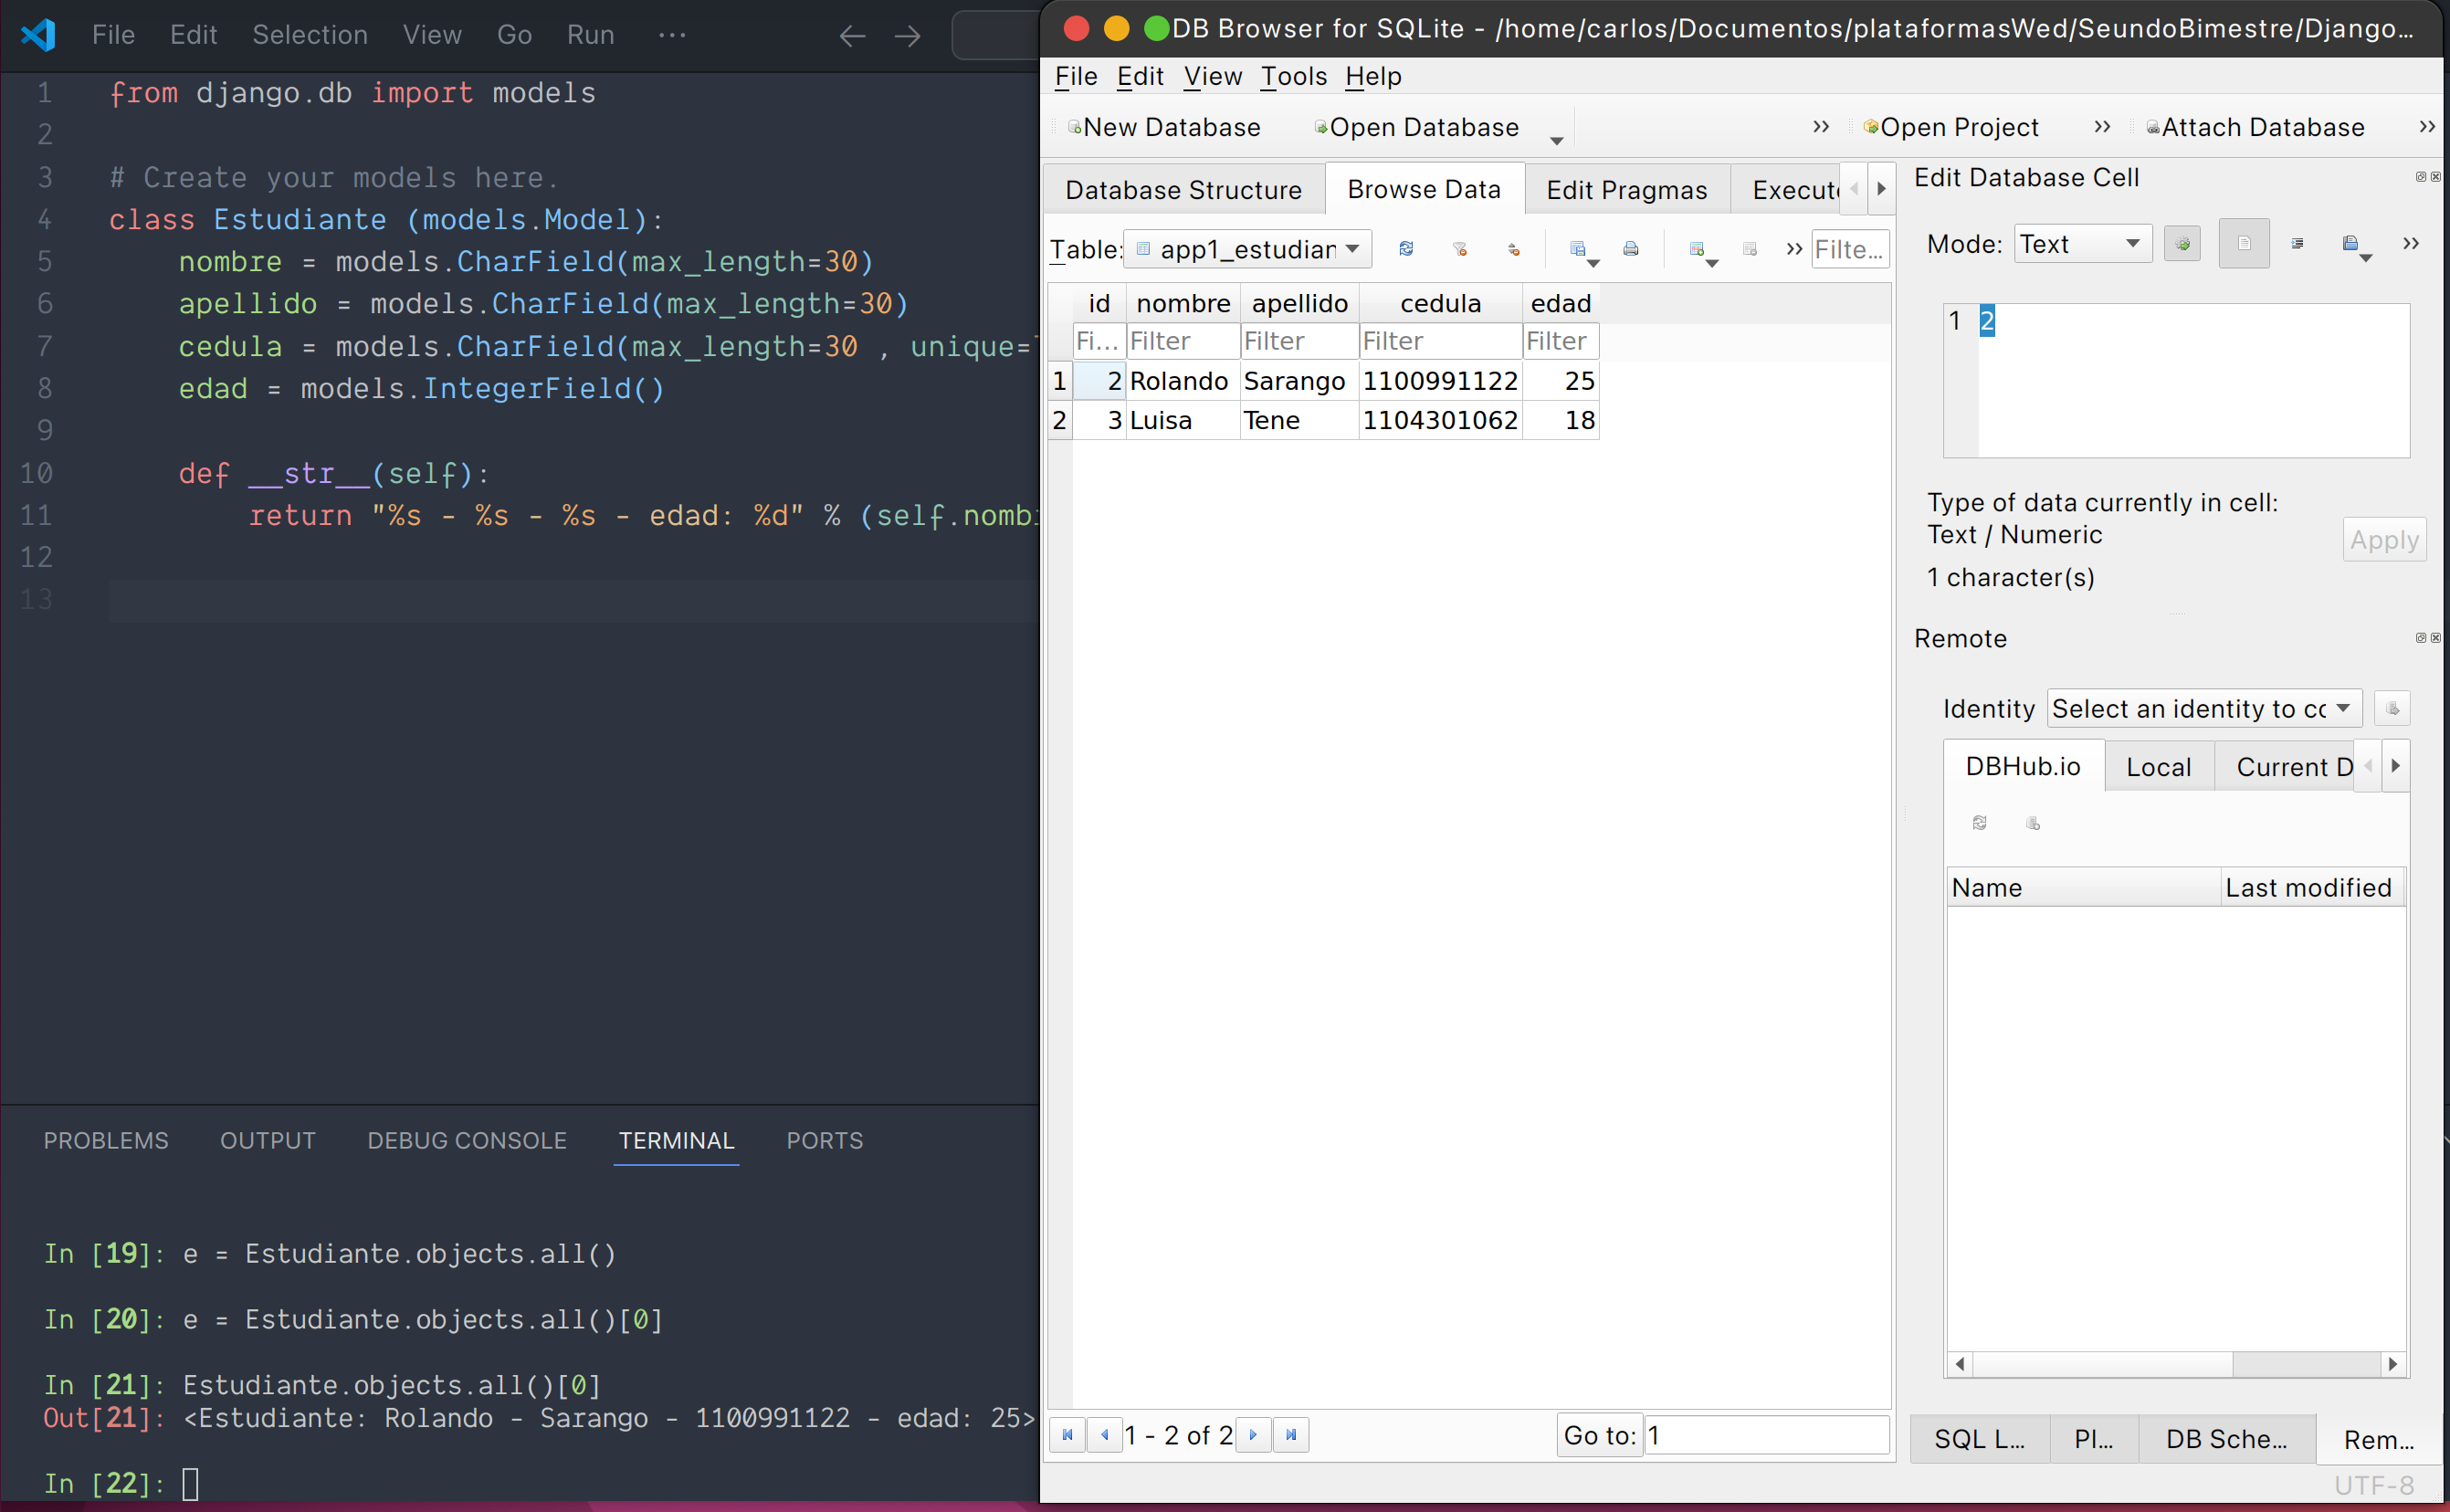 File Edit Selection View Go Run ···
1 from django.db import models
2
3 # Create your models here.
4 class Estudiante (models.Model):
5 nombre = models.CharField(max_length=30)
6 apellido = models.CharField(max_length=30)
7 cedula = models.CharField(max_length=30 , unique=
8 edad = models.IntegerField()
9
10 def __str__(self):
11 return "%s - %s - %s - edad: %d" % (self.nomb
12
13
PROBLEMS OUTPUT DEBUG CONSOLE TERMINAL PORTS
In [19]: e = Estudiante.objects.all()
In [20]: e = Estudiante.objects.all()[0]
In [21]: Estudiante.objects.all()[0]
Out[21]: <Estudiante: Rolando - Sarango - 1100991122 - edad: 25>
In [22]:
DB Browser for SQLite - /home/carlos/Documentos/plataformasWed/SeundoBimestre/Django...
File Edit View Tools Help
New Database Open Database » Open Project » Attach Database »
Database Structure Browse Data Edit Pragmas Execut
Table: app1_estudian » Filte...
id nombre apellido cedula edad
Fi... Filter Filter Filter Filter
1 2 Rolando Sarango 1100991122 25
2 3 Luisa Tene 1104301062 18
1 - 2 of 2 Go to: 1
Edit Database Cell
Mode: Text »
1 2
Type of data currently in cell:
Text / Numeric
1 character(s)
Apply
Remote
Identity Select an identity to co
DBHub.io Local Current D
Name Last modified
SQL L... Pl... DB Sche... Rem...
UTF-8